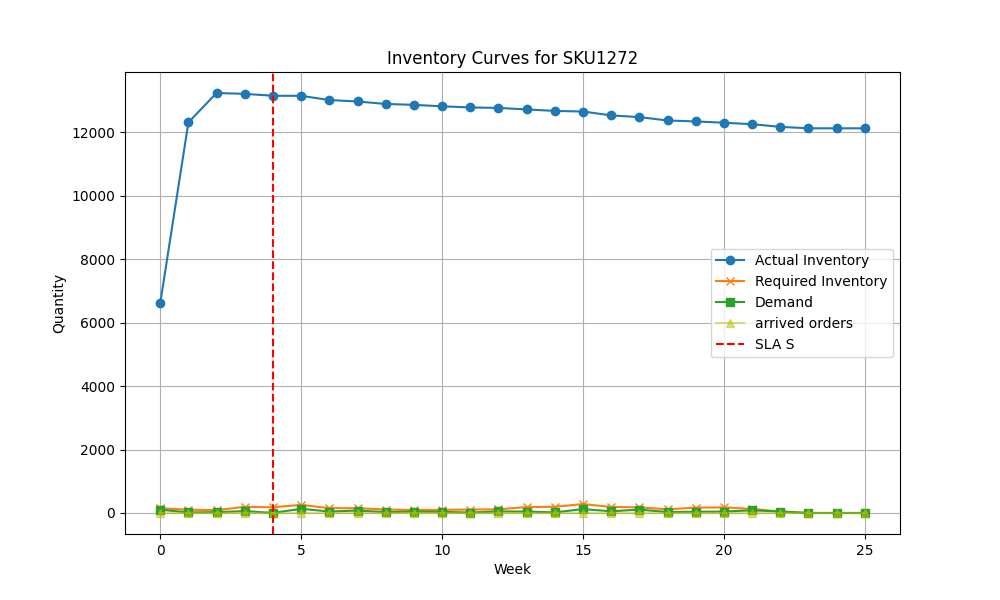 Inventory Curves for SKU1272
Quantity
12000
10000
8000
6000
4000
2000
0
Actual Inventory
Required Inventory
Demand
arrived orders
SLA S
0 5 10 15 20 25
Week